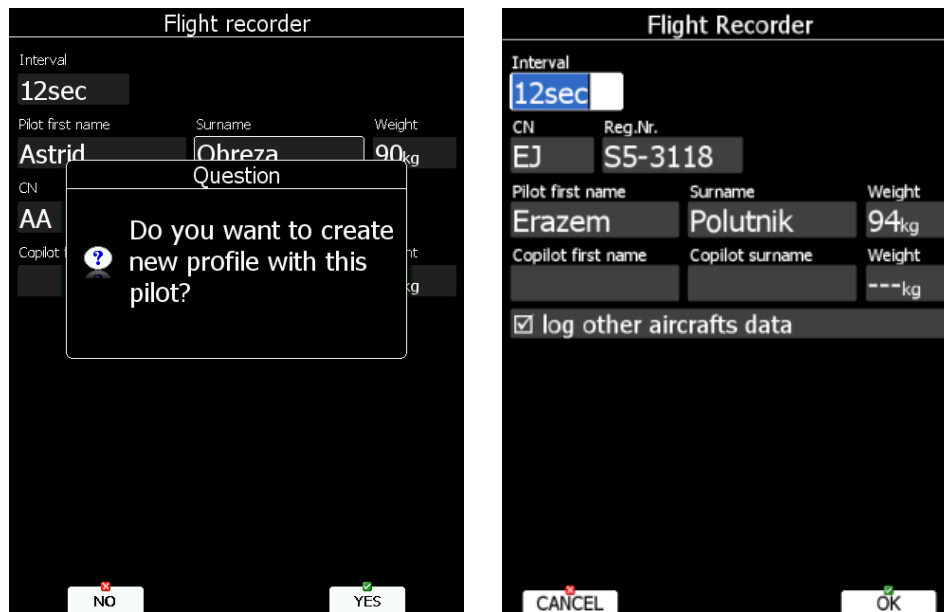 Flight recorder
Interval
12sec
Pilot first name Surname Weight
Astrid Obreza 90kg
CN
AA
Question
Do you want to create
new profile with this
pilot?
NO YES
Flight Recorder
Interval
12sec
CN Reg.Nr.
EJ S5-3118
Pilot first name Surname Weight
Erazem Polutnik 94kg
Copilot first name Copilot surname Weight
---kg
log other aircrafts data
CANCEL OK